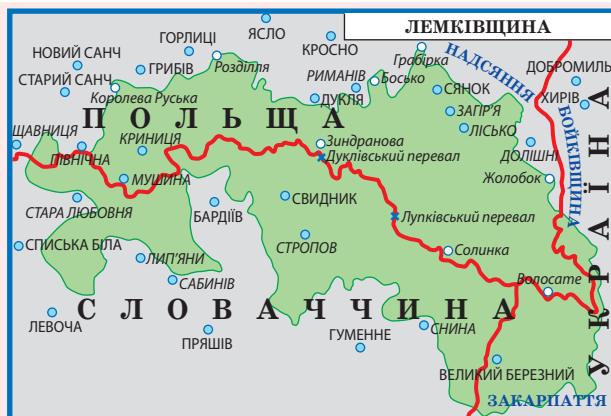 ЛЕМКІВЩИНА
ЯСЛО
ГОРЛИЦІ
КРОСНО
Грабірка
НАДСЯННЯ
НОВИЙ САНЧ
ГРИБІВ
Розділля
РИМАНІВ
Босько
ДОБРОМИЛЬ
СТАРИЙ САНЧ
Королева Руська
ДУКЛЯ
СЯНОК
ХИРІВ
ПОЛЬЩА
ЗАПР'Я
ЛІСЬКО
ЩАВНИЦЯ
ПІВНІЧНА
КРИНИЦЯ
Зиндранова
Дуклівський перевал
ДОЛІШНІ
БОЙКІВЩИНА
МУШИНА
Жолобок
СТАРА ЛЮБОВНЯ
БАРДІЇВ
СВИДНИК
Лупківський перевал
СПИСЬКА БІЛА
СТРОПОВ
Солинка
ЛИП'ЯНИ
САБИНІВ
Волосате
СЛОВАЧЧИНА
УКРАЇНА
ЛЕВОЧА
ПРЯШІВ
ГУМЕННЕ
СНИНА
ВЕЛИКИЙ БЕРЕЗНИЙ
ЗАКАРПАТТЯ